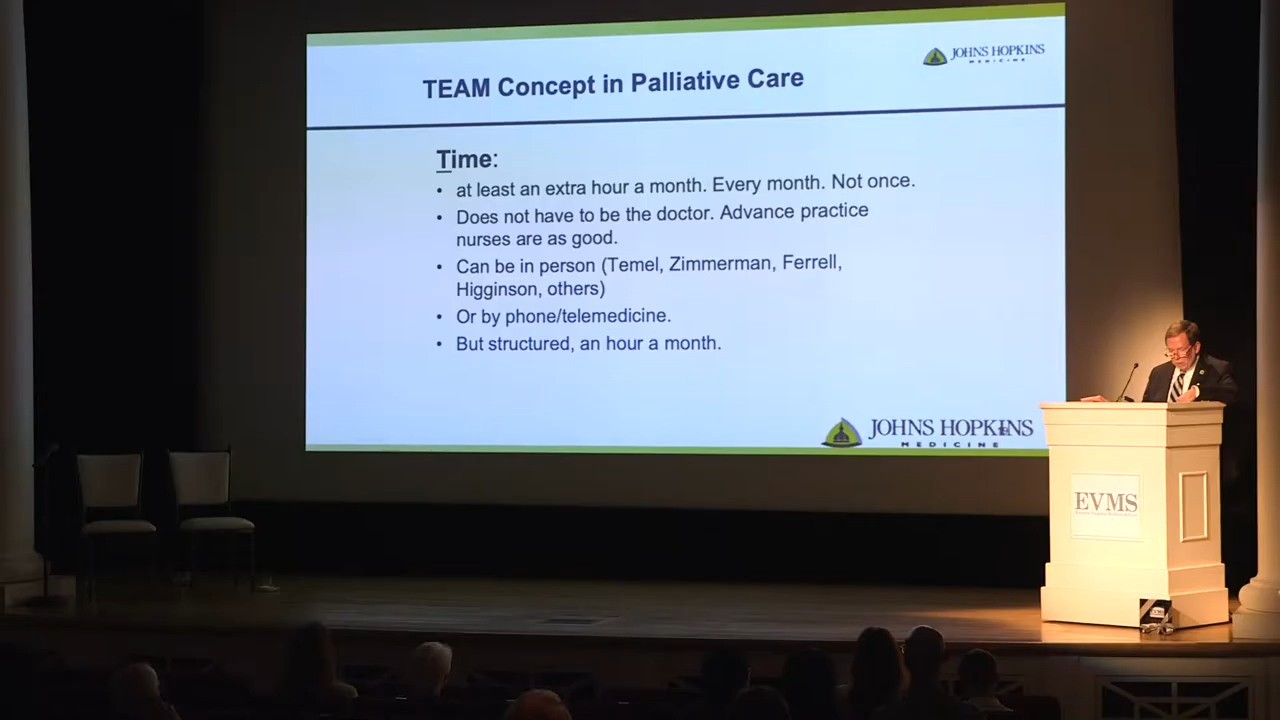 JOHNS HOPKINS
MEDICINE
TEAM Concept in Palliative Care
Time:
• at least an extra hour a month. Every month. Not once.
• Does not have to be the doctor. Advance practice
nurses are as good.
• Can be in person (Temel, Zimmerman, Ferrell,
Higginson, others)
• Or by phone/telemedicine.
• But structured, an hour a month.
JOHNS HOPKINS
MEDICINE
EVMS